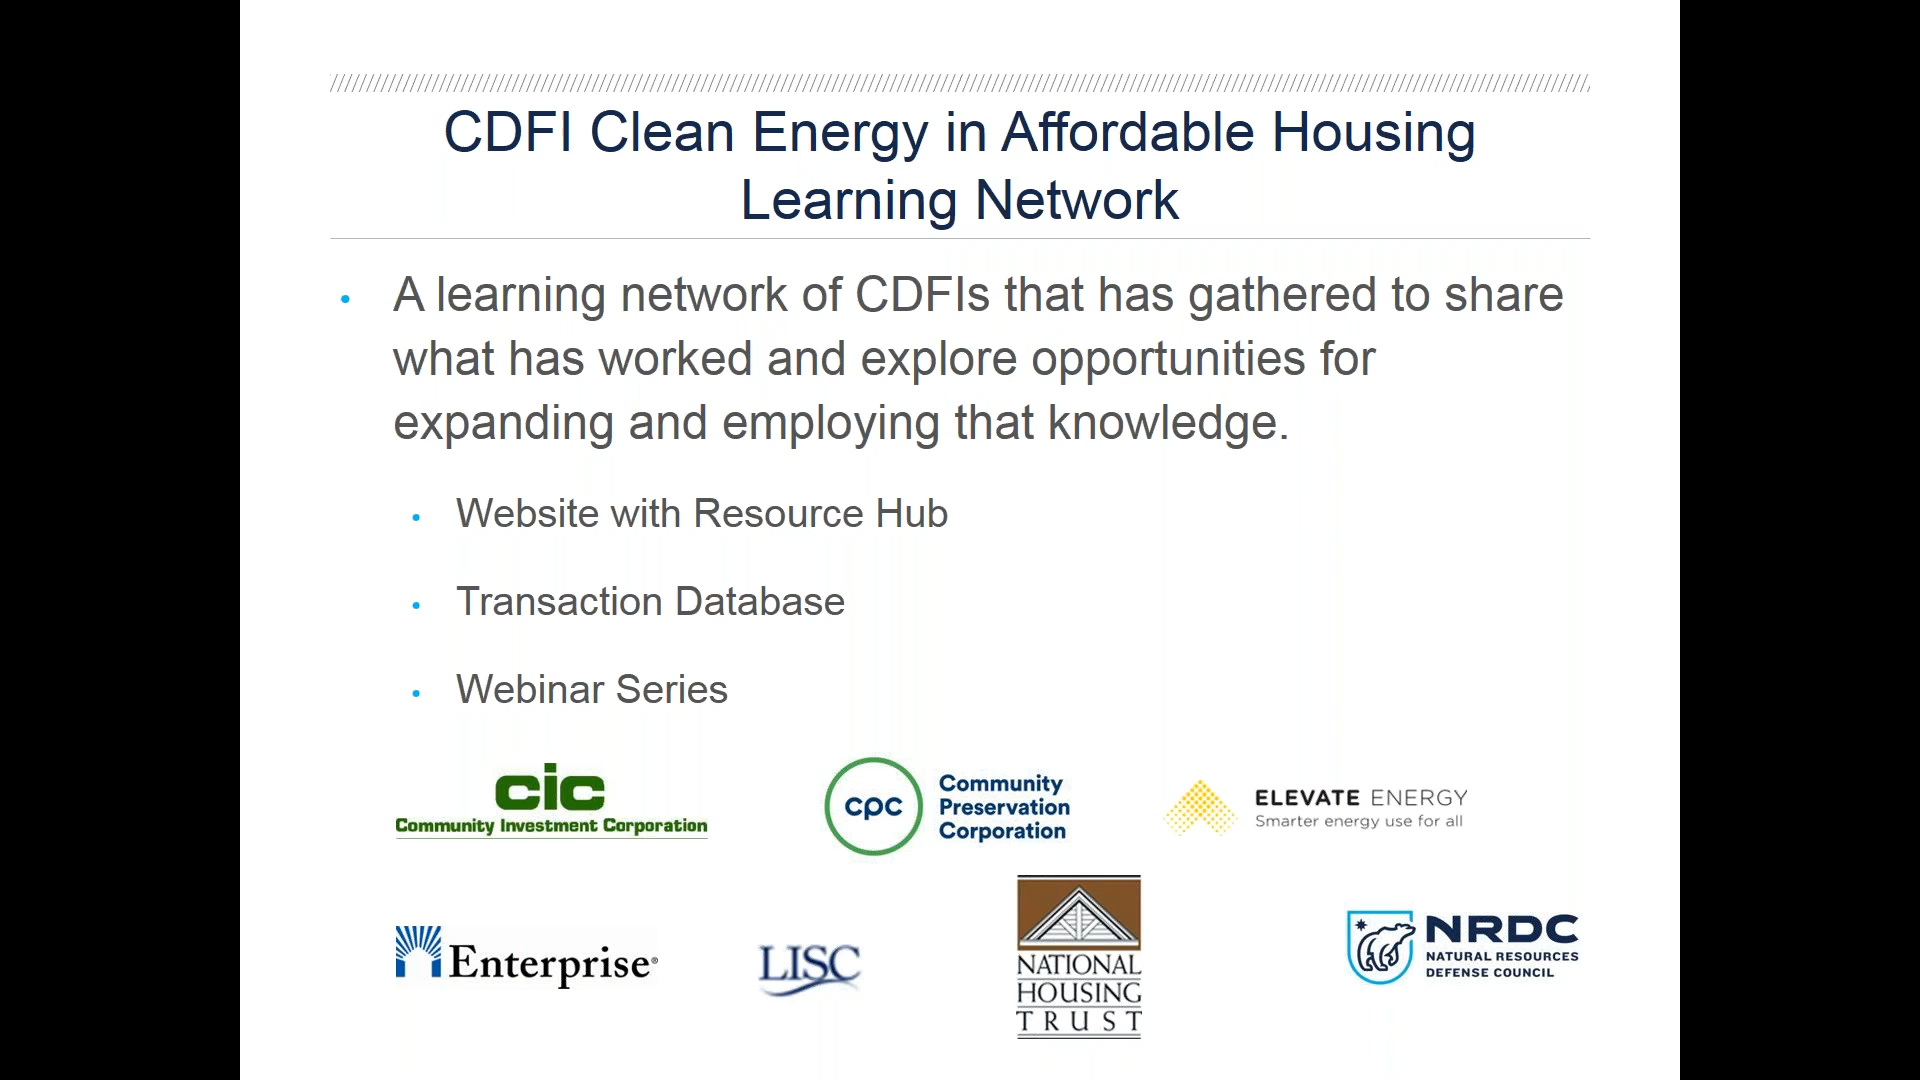 CDFI Clean Energy in Affordable Housing
Learning Network
• A learning network of CDFIs that has gathered to share
what has worked and explore opportunities for
expanding and employing that knowledge.
• Website with Resource Hub
• Transaction Database
• Webinar Series
cic
Community Investment Corporation
cpc
Community
Preservation
Corporation
ELEVATE ENERGY
Smarter energy use for all
Enterprise®
LISC
NATIONAL
HOUSING
TRUST
NRDC
NATURAL RESOURCES
DEFENSE COUNCIL